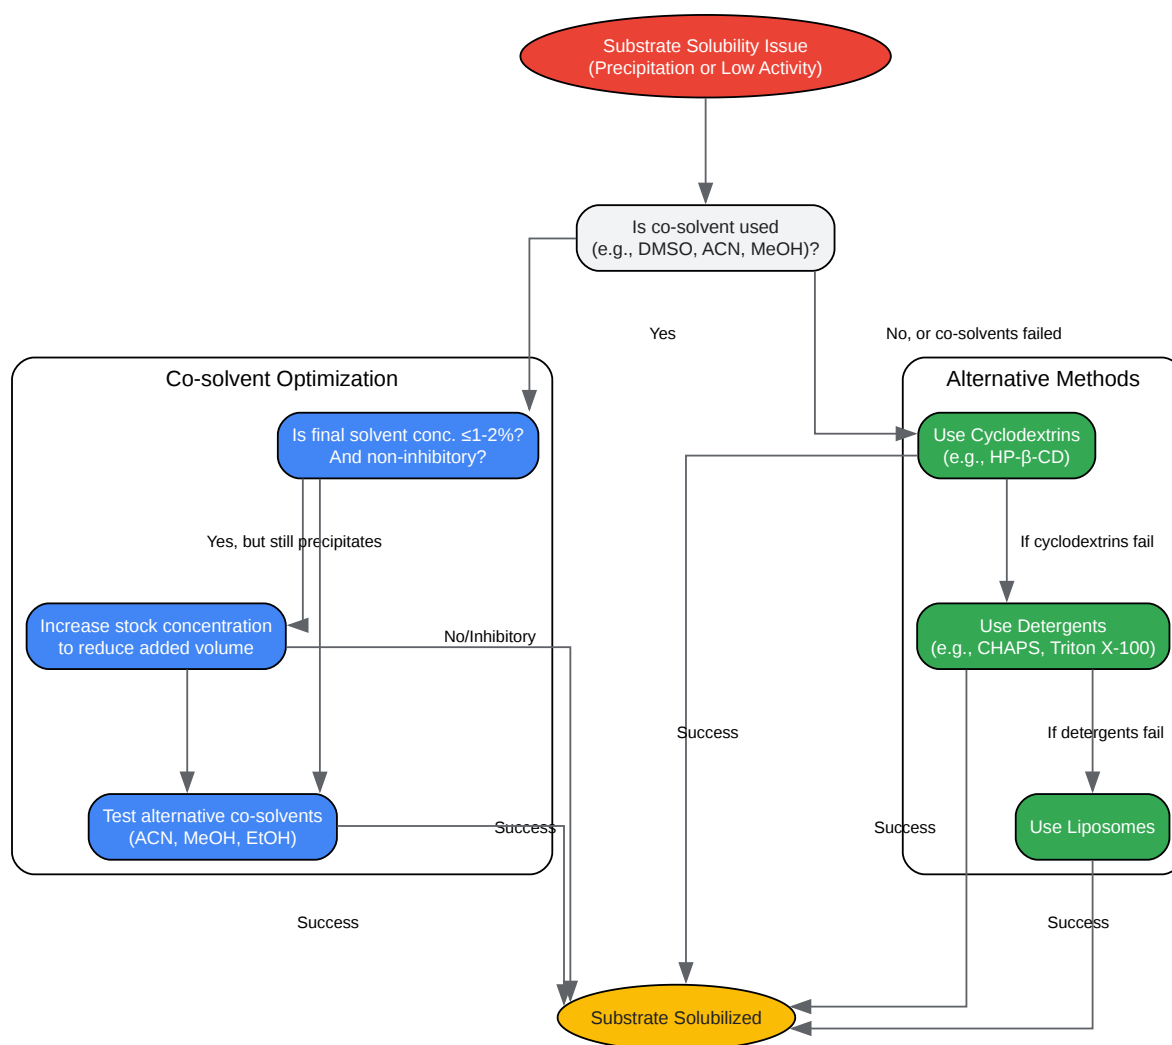 Substrate Solubility Issue
(Precipitation or Low Activity)
Is co-solvent used
(e.g., DMSO, ACN, MeOH)?
Yes
No, or co-solvents failed
Co-solvent Optimization
Alternative Methods
Is final solvent conc. ≤1-2%?
And non-inhibitory?
Use Cyclodextrins
(e.g., HP-β-CD)
Yes, but still precipitates
If cyclodextrins fail
Increase stock concentration
to reduce added volume
No/Inhibitory
Use Detergents
(e.g., CHAPS, Triton X-100)
Success
If detergents fail
Test alternative co-solvents
(ACN, MeOH, EtOH)
Success
Success
Use Liposomes
Success
Success
Substrate Solubilized